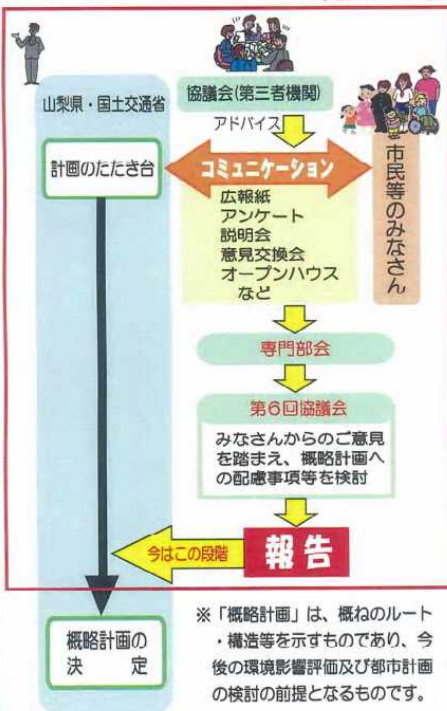 山梨県・国土交通省
協議会(第三者機関)
アドバイス
計画のたたき台
コミュニケーション
市民等のみなさん
広報紙
アンケート
説明会
意見交換会
オープンハウス
など
専門部会
第6回協議会
みなさんからのご意見
を踏まえ、概略計画へ
の配慮事項等を検討
今はこの段階
報告
概略計画の
決　定
※「概略計画」は、概ねのルート
・構造等を示すものであり、今
後の環境影響評価及び都市計画
の検討の前提となるものです。